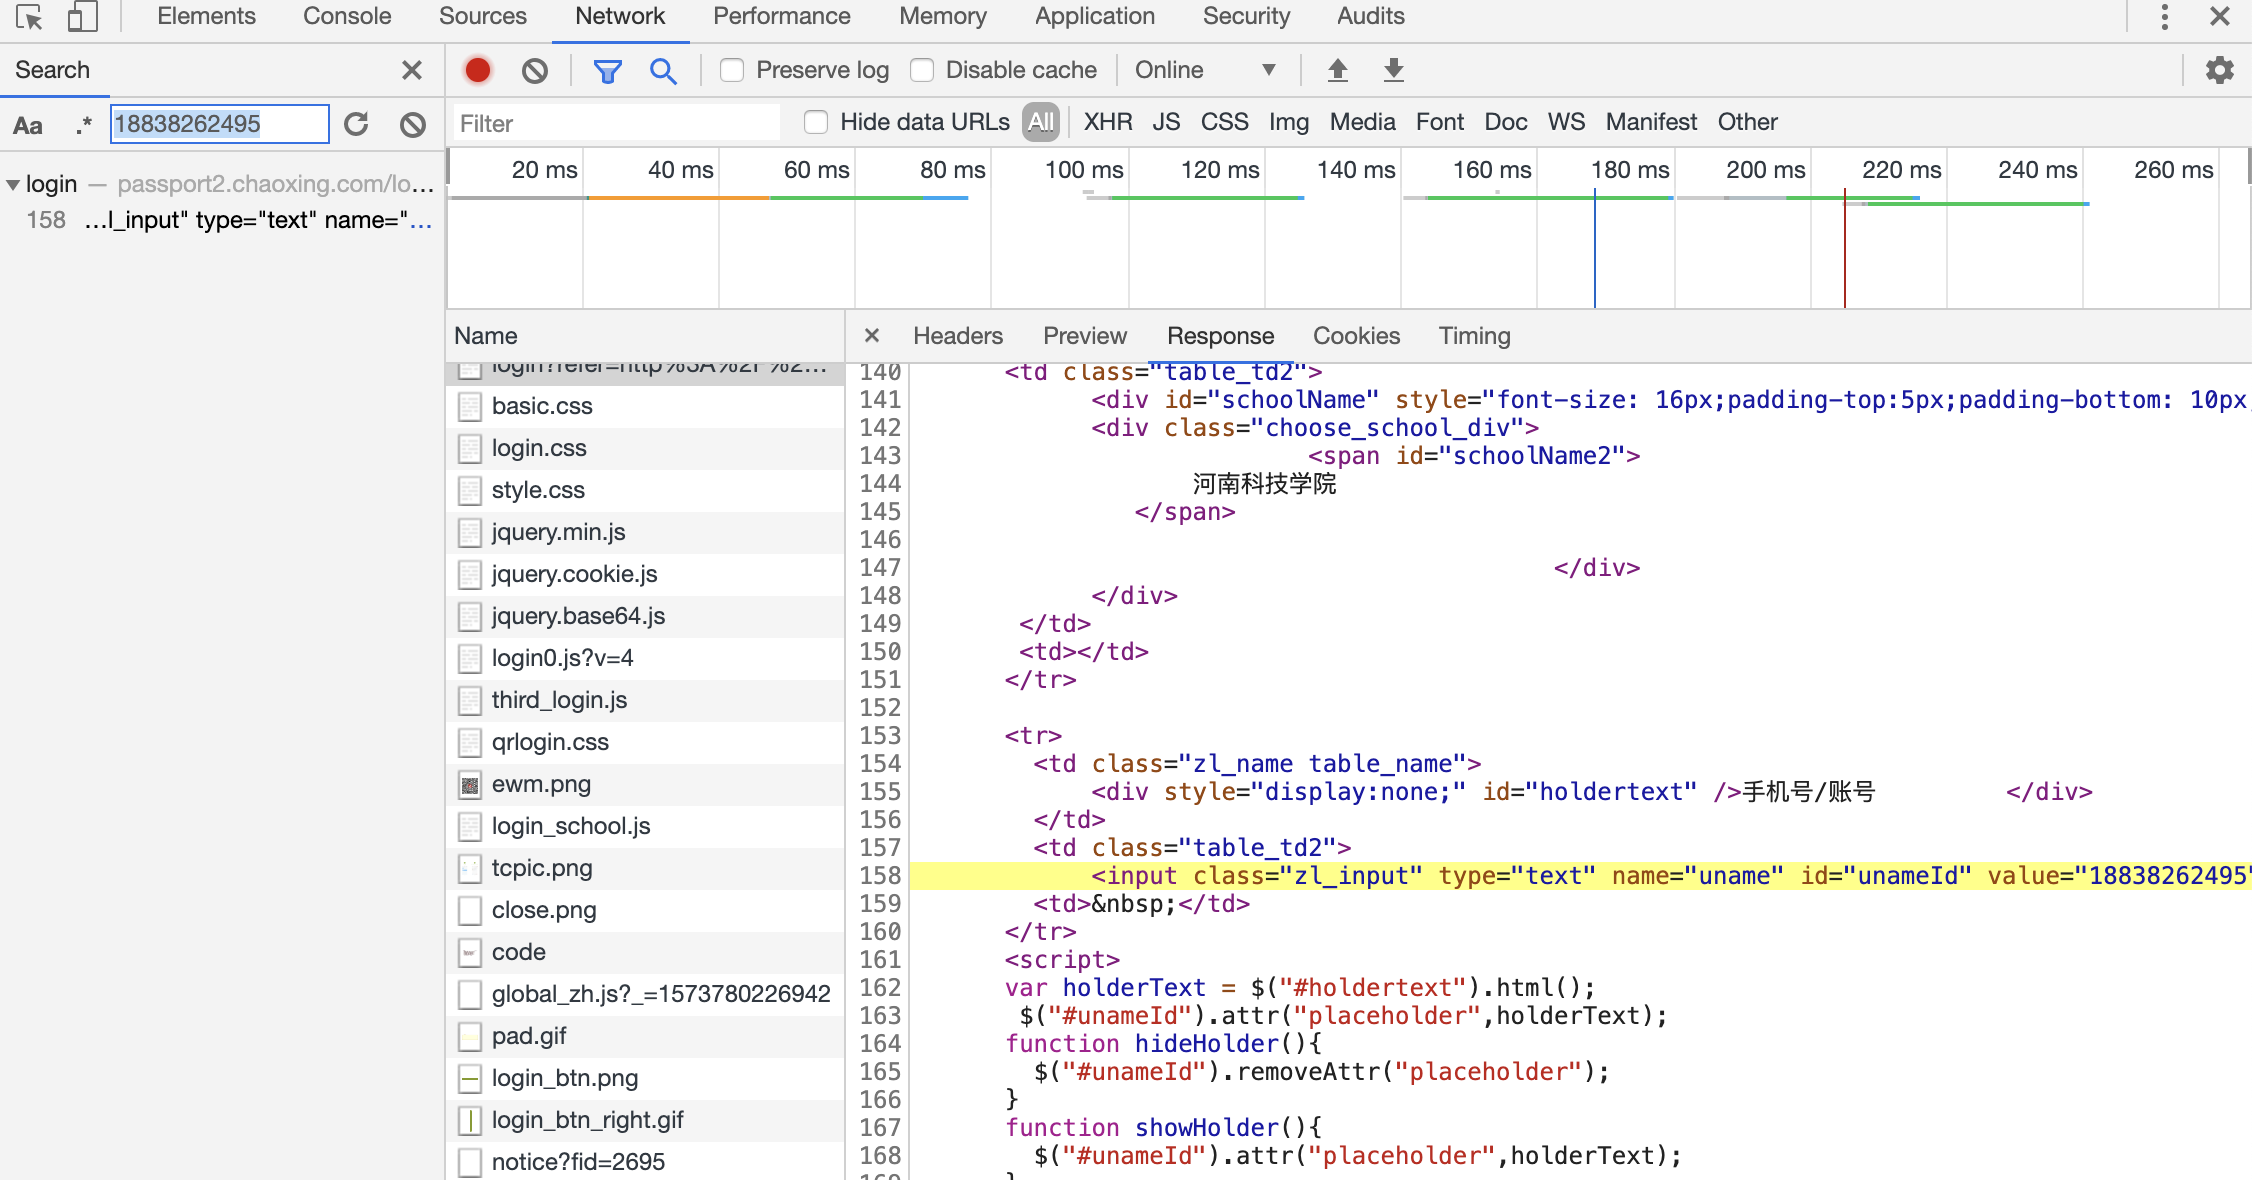 Elements Console Sources Network Performance Memory Application Security Audits
Search
Preserve log Disable cache Online
Aa .* 18838262495
Filter Hide data URLs All XHR JS CSS Img Media Font Doc WS Manifest Other
login — passport2.chaoxing.com/lo…
158 …l_input" type="text" name="…
20 ms 40 ms 60 ms 80 ms 100 ms 120 ms 140 ms 160 ms 180 ms 200 ms 220 ms 240 ms 260 ms
Name
login?refer=http%3A%2F%2…
basic.css
login.css
style.css
jquery.min.js
jquery.cookie.js
jquery.base64.js
login0.js?v=4
third_login.js
qrlogin.css
ewm.png
login_school.js
tcpic.png
close.png
code
global_zh.js?_=1573780226942
pad.gif
login_btn.png
login_btn_right.gif
notice?fid=2695
Headers Preview Response Cookies Timing
140 <td class="table_td2">
141 <div id="schoolName" style="font-size: 16px;padding-top:5px;padding-bottom: 10px;
142 <div class="choose_school_div">
143 <span id="schoolName2">
144 河南科技学院
145 </span>
146
147 </div>
148 </div>
149 </td>
150 <td></td>
151 </tr>
152
153 <tr>
154 <td class="zl_name table_name">
155 <div style="display:none;" id="holdertext" />手机号/账号 </div>
156 </td>
157 <td class="table_td2">
158 <input class="zl_input" type="text" name="uname" id="unameId" value="18838262495"
159 <td>&nbsp;</td>
160 </tr>
161 <script>
162 var holderText = $("#holdertext").html();
163 $("#unameId").attr("placeholder",holderText);
164 function hideHolder(){
165 $("#unameId").removeAttr("placeholder");
166 }
167 function showHolder(){
168 $("#unameId").attr("placeholder",holderText);
169 }